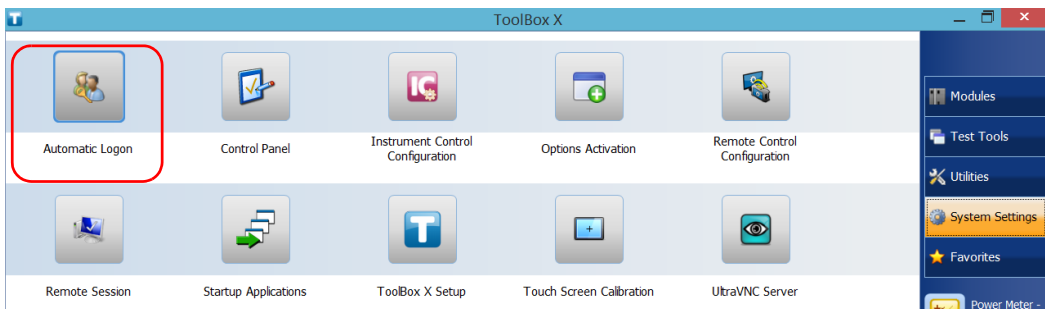 ToolBox X
Automatic Logon
Control Panel
Instrument Control
Configuration
Options Activation
Remote Control
Configuration
Remote Session
Startup Applications
ToolBox X Setup
Touch Screen Calibration
UltraVNC Server
Modules
Test Tools
Utilities
System Settings
Favorites
Power Meter -